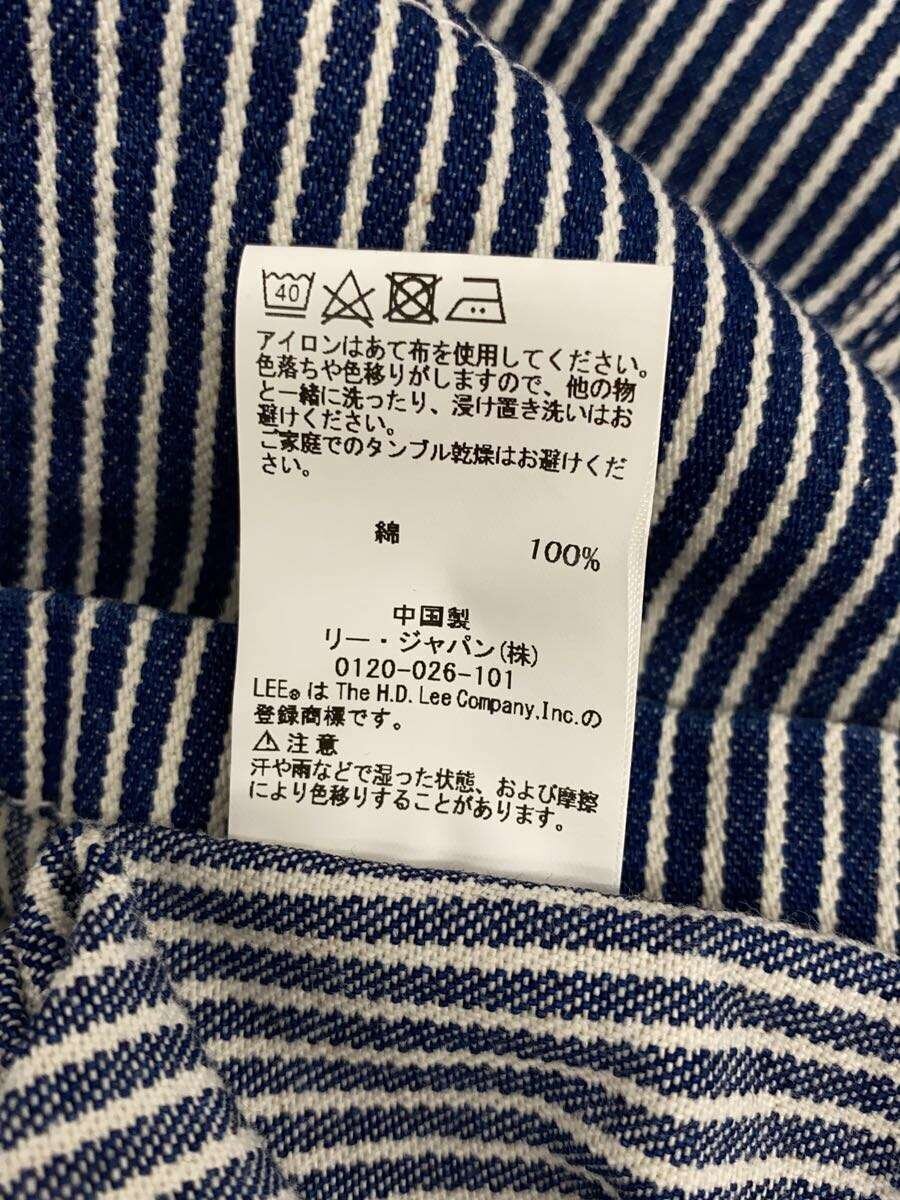 40
アイロンはあて布を使用してください。
色落ちや色移りがしますので、他の物
と一緒に洗ったり、浸け置き洗いはお
避けください。
ご家庭でのタンブル乾燥はお避けくだ
さい。
綿 100%
中国製
リー・ジャパン(株)
0120-026-101
LEE®は The H.D. Lee Company,Inc.の
登録商標です。
⚠注意
汗や雨などで湿った状態、および摩擦
により色移りすることがあります。